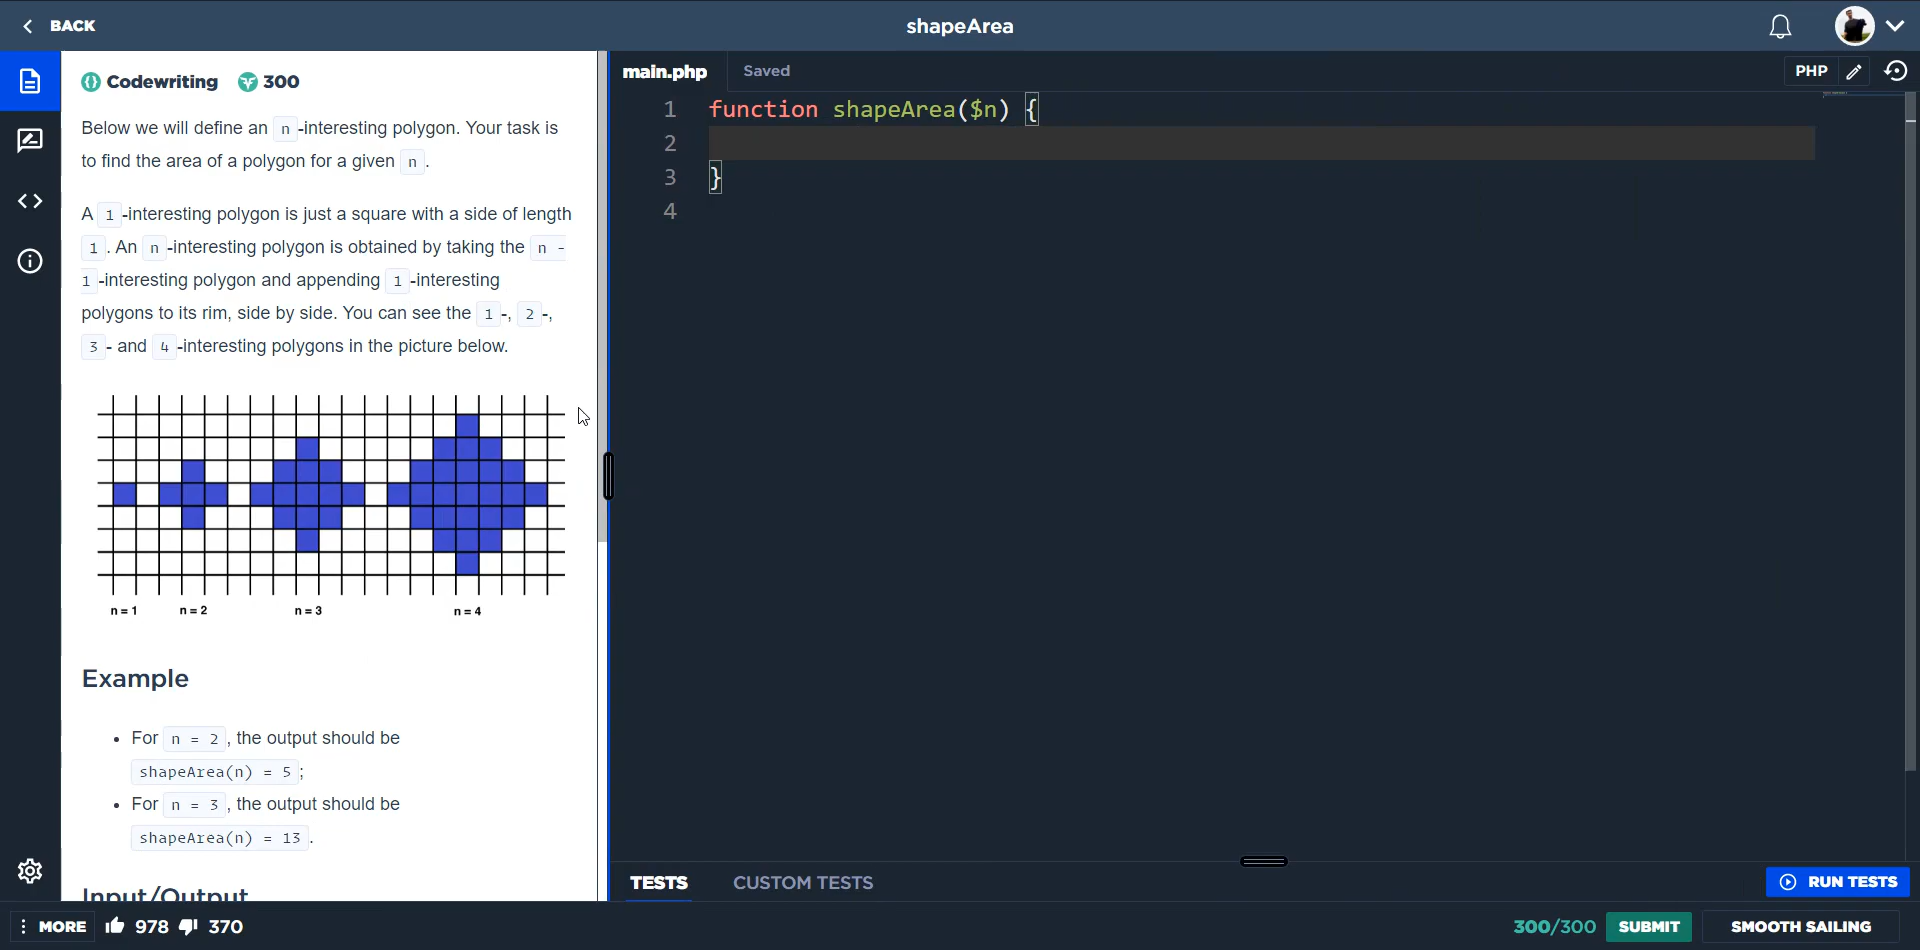 BACK
shapeArea
Codewriting 300
Below we will define an n -interesting polygon. Your task is
to find the area of a polygon for a given n .
A 1 -interesting polygon is just a square with a side of length
1 . An n -interesting polygon is obtained by taking the n -
1 -interesting polygon and appending 1 -interesting
polygons to its rim, side by side. You can see the 1 -, 2 -,
3 - and 4 -interesting polygons in the picture below.
n = 1 n = 2 n = 3 n = 4
Example
• For n = 2 , the output should be
shapeArea(n) = 5 ;
• For n = 3 , the output should be
shapeArea(n) = 13 .
Input/Output
MORE 978 370
main.php Saved PHP
1 function shapeArea($n) {
2
3 }
4
TESTS CUSTOM TESTS RUN TESTS
300/300 SUBMIT SMOOTH SAILING